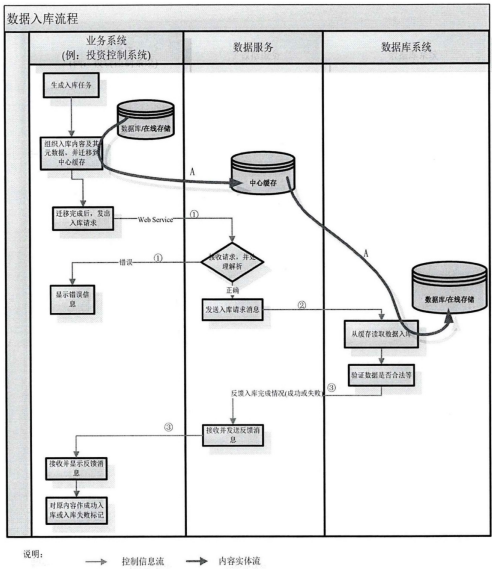 数据入库流程
业务系统
(例：投资控制系统)
数据服务
数据库系统
生成入库任务
数据库/在线存储
组织入库内容及其
元数据，并迁移到
中心缓存
A
中心缓存
迁移完成后，发出
入库请求
Web Service
①
A
接收请求，并处
理解析
错误
①
正确
数据库/在线存储
显示错误信
息
发送入库请求消息
②
从缓存读取数据入库
验证数据是否合法等
③
反馈入库完成情况(成功或失败)
接收并发送反馈消
息
③
接收并显示反馈消
息
对原内容作成功入
库或入库失败标记
说明：
控制信息流
内容实体流